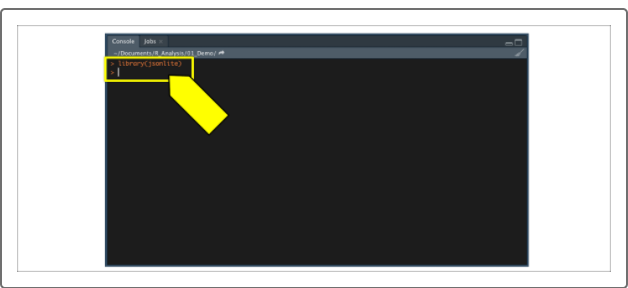 Console Jobs ×
~/Documents/R_Analysis/01_Demo/
> library(jsonlite)
>